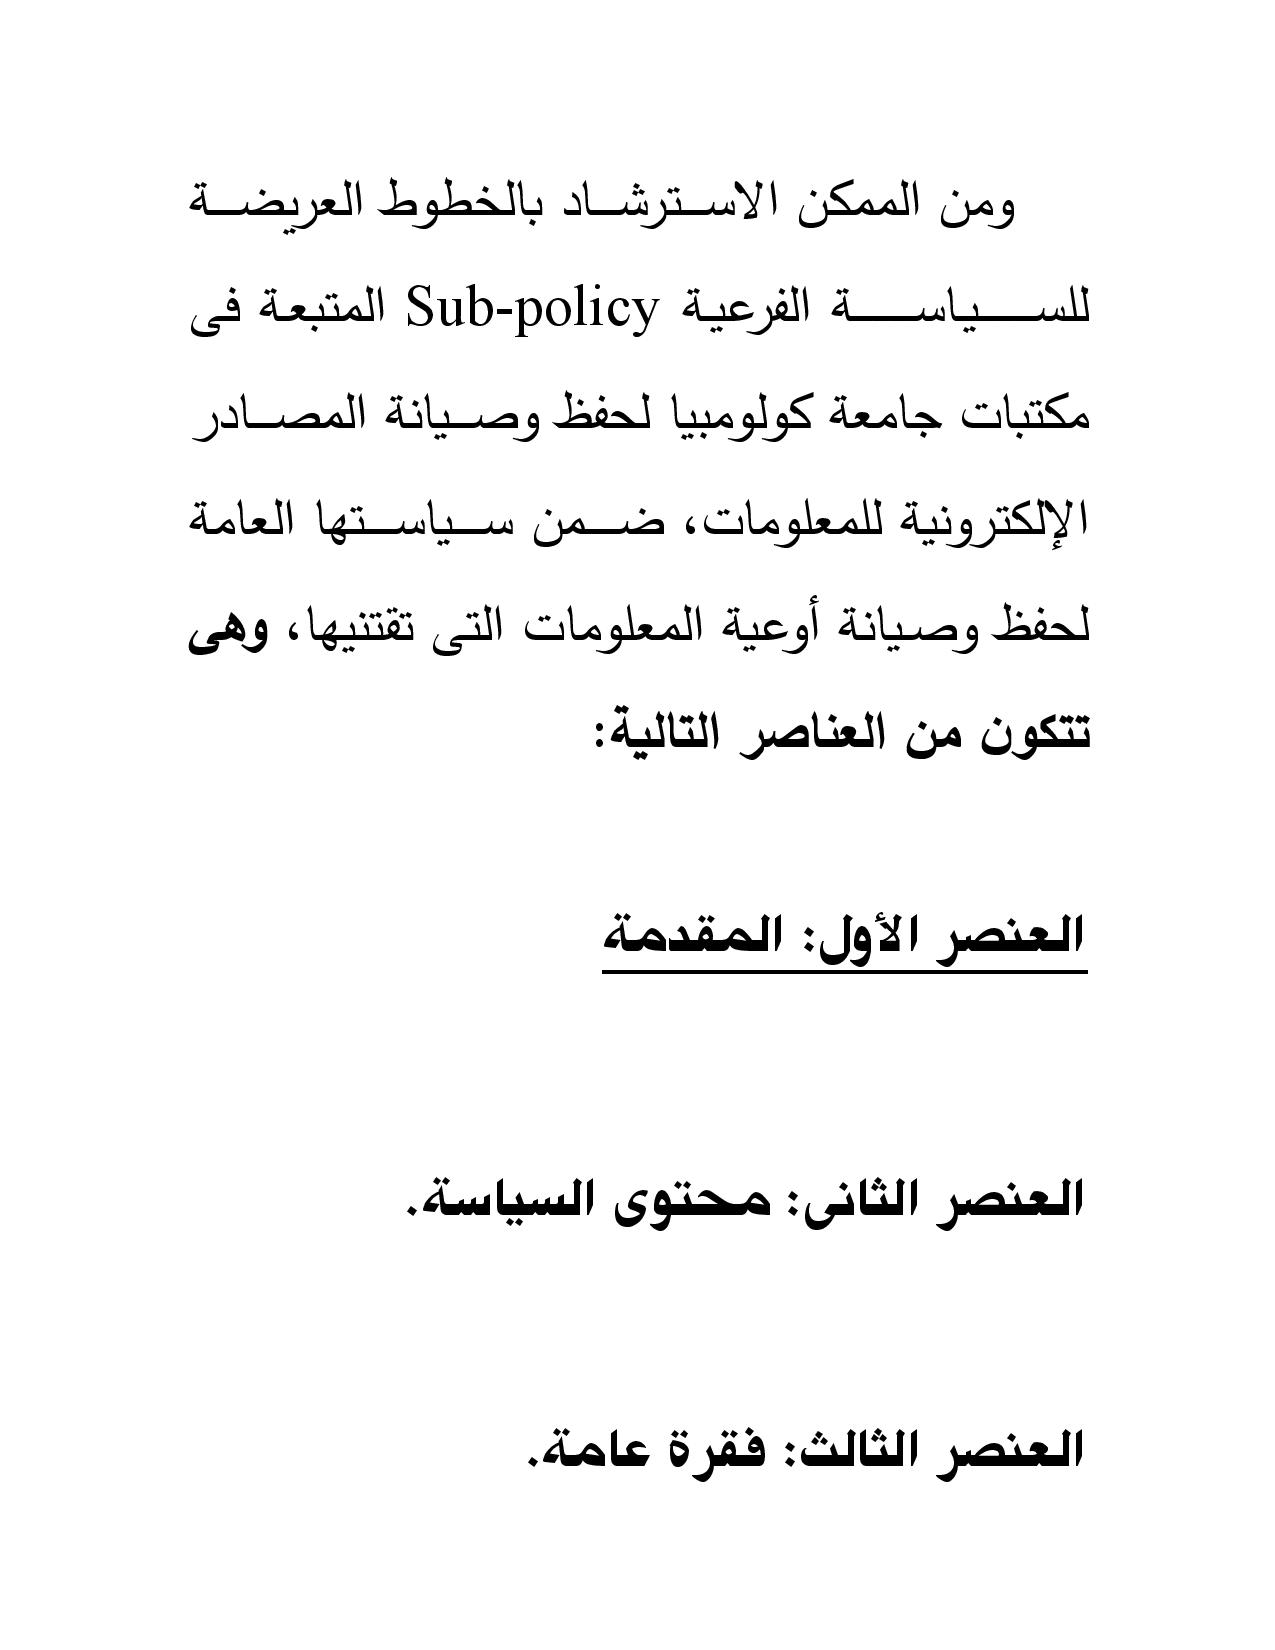 ومن الممكن الاسترشاد بالخطوط العريضة
للسياسة الفرعية Sub-policy المتبعة فى
مكتبات جامعة كولومبيا لحفظ وصيانة المصادر
الإلكترونية للمعلومات، ضمن سياستها العامة
لحفظ وصيانة أوعية المعلومات التى تقتنيها، وهى
تتكون من العناصر التالية:
العنصر الأول: المقدمة
العنصر الثانى: محتوى السياسة.
العنصر الثالث: فقرة عامة.